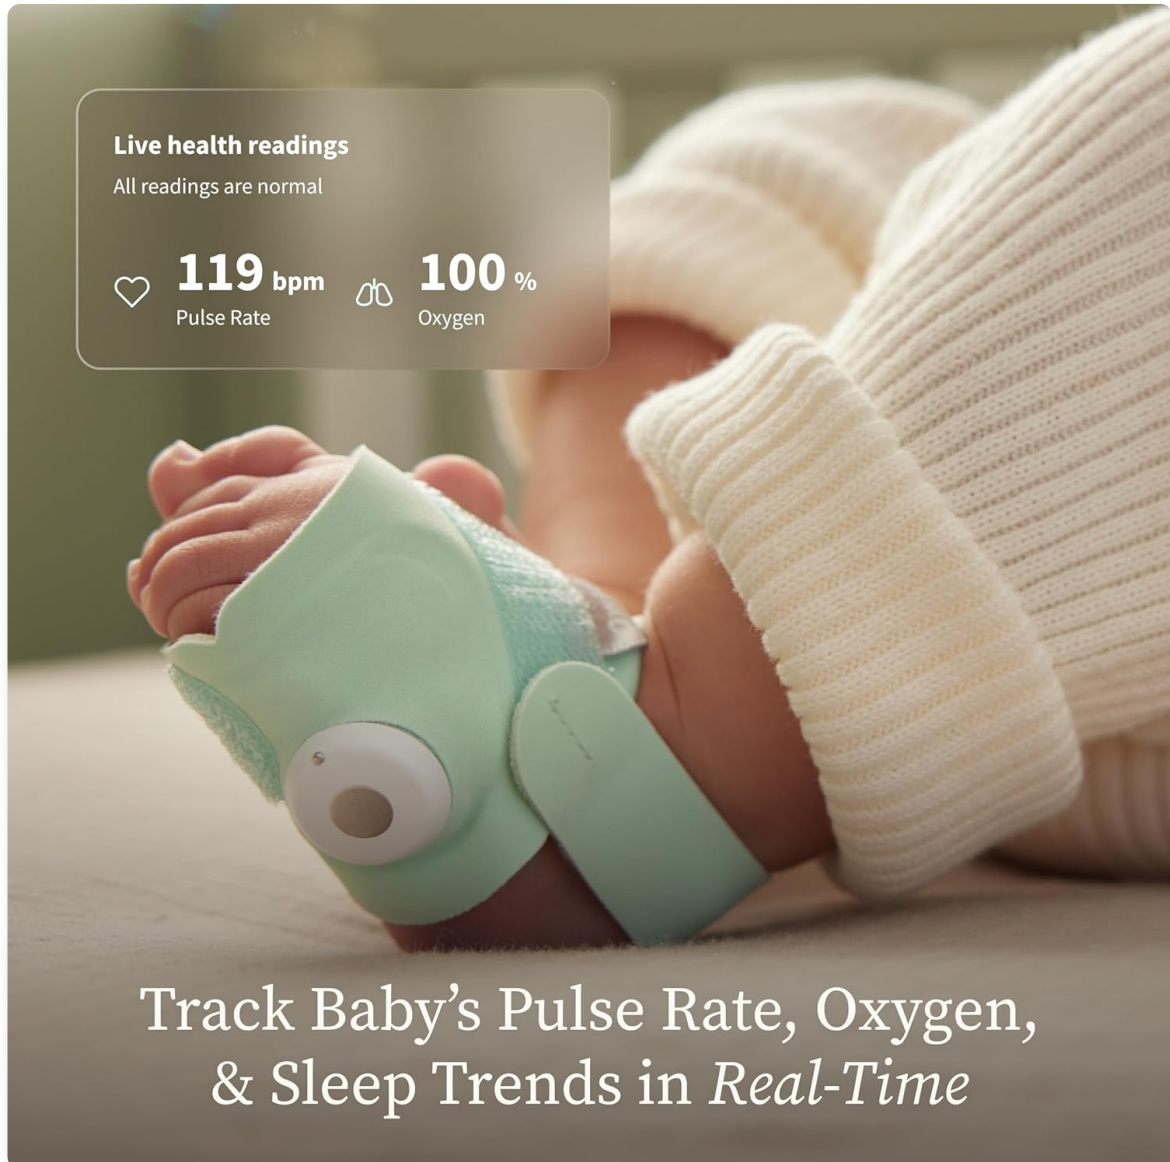 Live health readings
All readings are normal
119 bpm 100 %
Pulse Rate Oxygen
Track Baby’s Pulse Rate, Oxygen,
& Sleep Trends in Real-Time